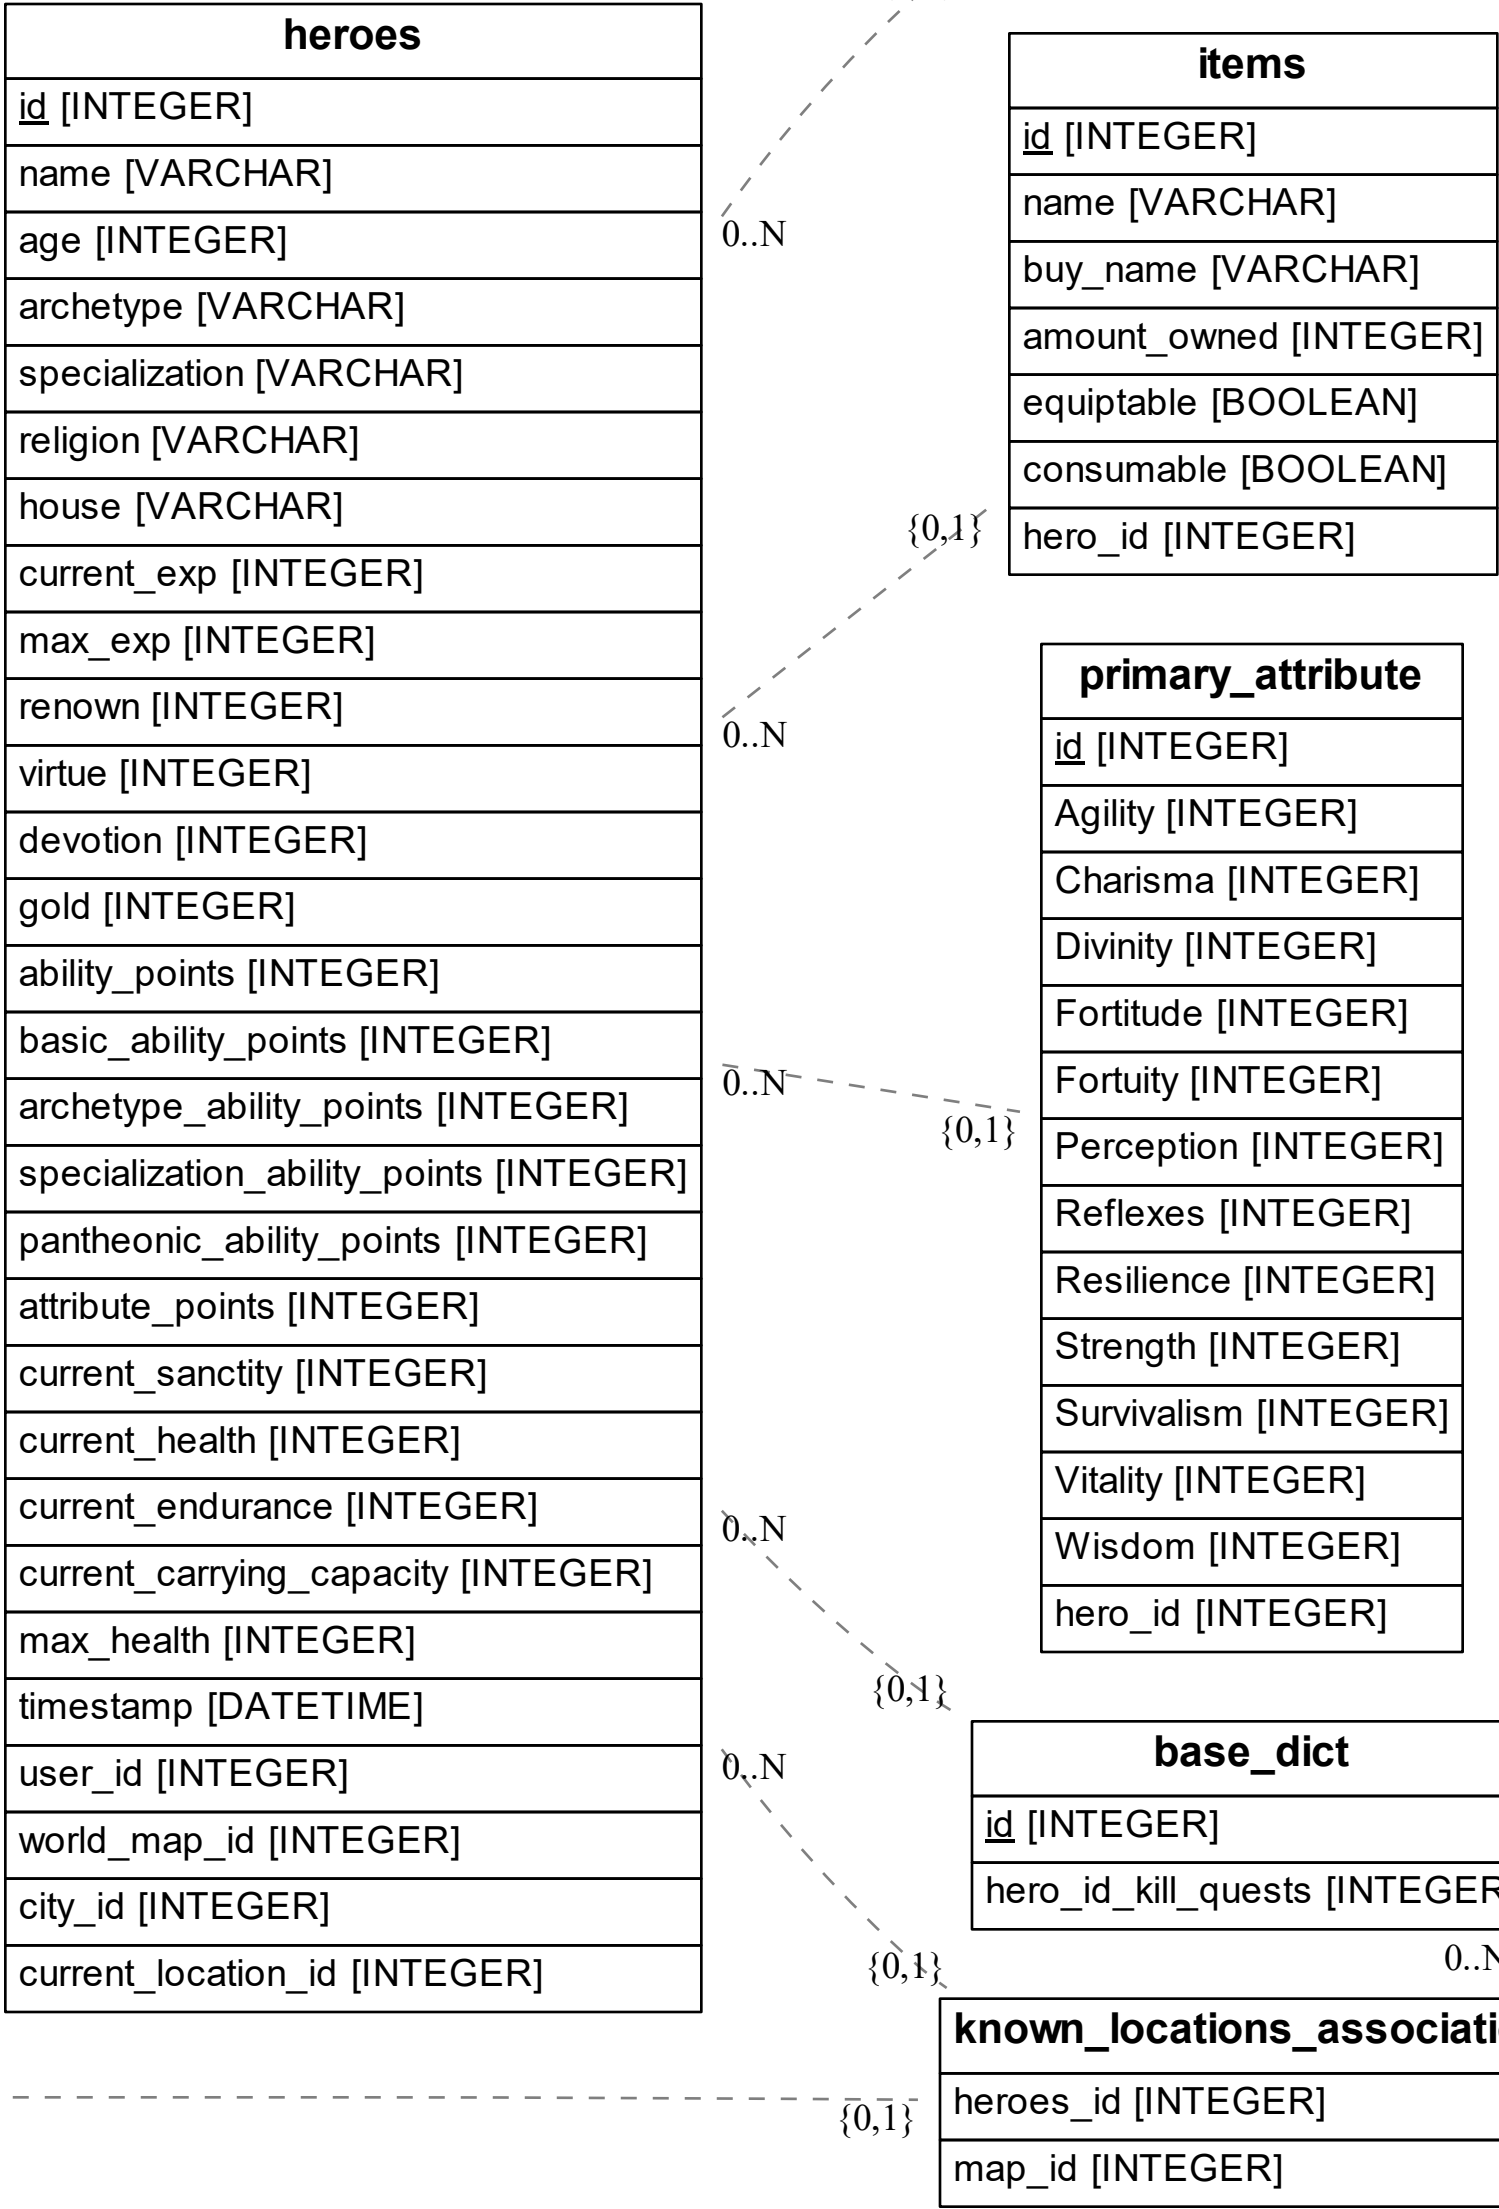 heroes
id [INTEGER]
name [VARCHAR]
age [INTEGER]
archetype [VARCHAR]
specialization [VARCHAR]
religion [VARCHAR]
house [VARCHAR]
current_exp [INTEGER]
max_exp [INTEGER]
renown [INTEGER]
virtue [INTEGER]
devotion [INTEGER]
gold [INTEGER]
ability_points [INTEGER]
basic_ability_points [INTEGER]
archetype_ability_points [INTEGER]
specialization_ability_points [INTEGER]
pantheonic_ability_points [INTEGER]
attribute_points [INTEGER]
current_sanctity [INTEGER]
current_health [INTEGER]
current_endurance [INTEGER]
current_carrying_capacity [INTEGER]
max_health [INTEGER]
timestamp [DATETIME]
user_id [INTEGER]
world_map_id [INTEGER]
city_id [INTEGER]
current_location_id [INTEGER]
0..N
{0,1}
0..N
0..N
{0,1}
0..N
{0,1}
0..N
{0,1}
{0,1}
items
id [INTEGER]
name [VARCHAR]
buy_name [VARCHAR]
amount_owned [INTEGER]
equiptable [BOOLEAN]
consumable [BOOLEAN]
hero_id [INTEGER]
primary_attribute
id [INTEGER]
Agility [INTEGER]
Charisma [INTEGER]
Divinity [INTEGER]
Fortitude [INTEGER]
Fortuity [INTEGER]
Perception [INTEGER]
Reflexes [INTEGER]
Resilience [INTEGER]
Strength [INTEGER]
Survivalism [INTEGER]
Vitality [INTEGER]
Wisdom [INTEGER]
hero_id [INTEGER]
base_dict
id [INTEGER]
hero_id_kill_quests [INTEGER
0..N
known_locations_associati
heroes_id [INTEGER]
map_id [INTEGER]